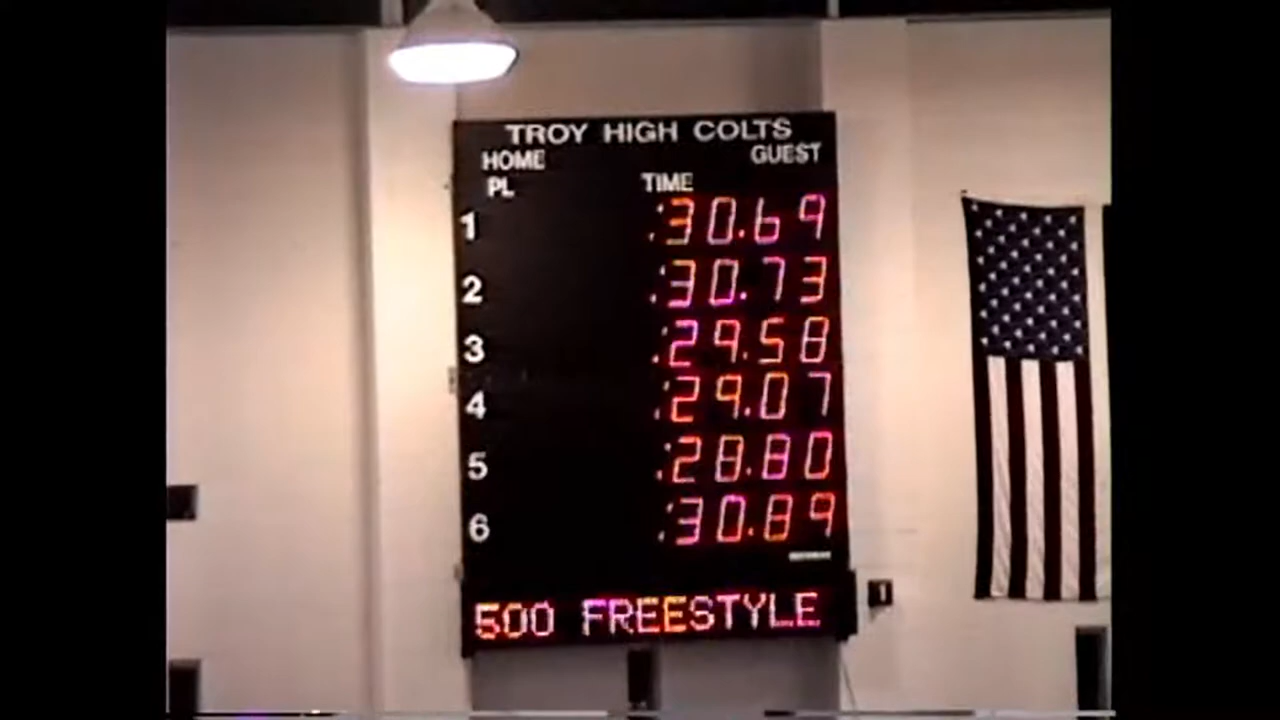 TROY HIGH COLTS
HOME GUEST
PL TIME
1 :30.69
2 :30.73
3 :29.58
4 :29.07
5 :28.80
6 :30.89
500 FREESTYLE